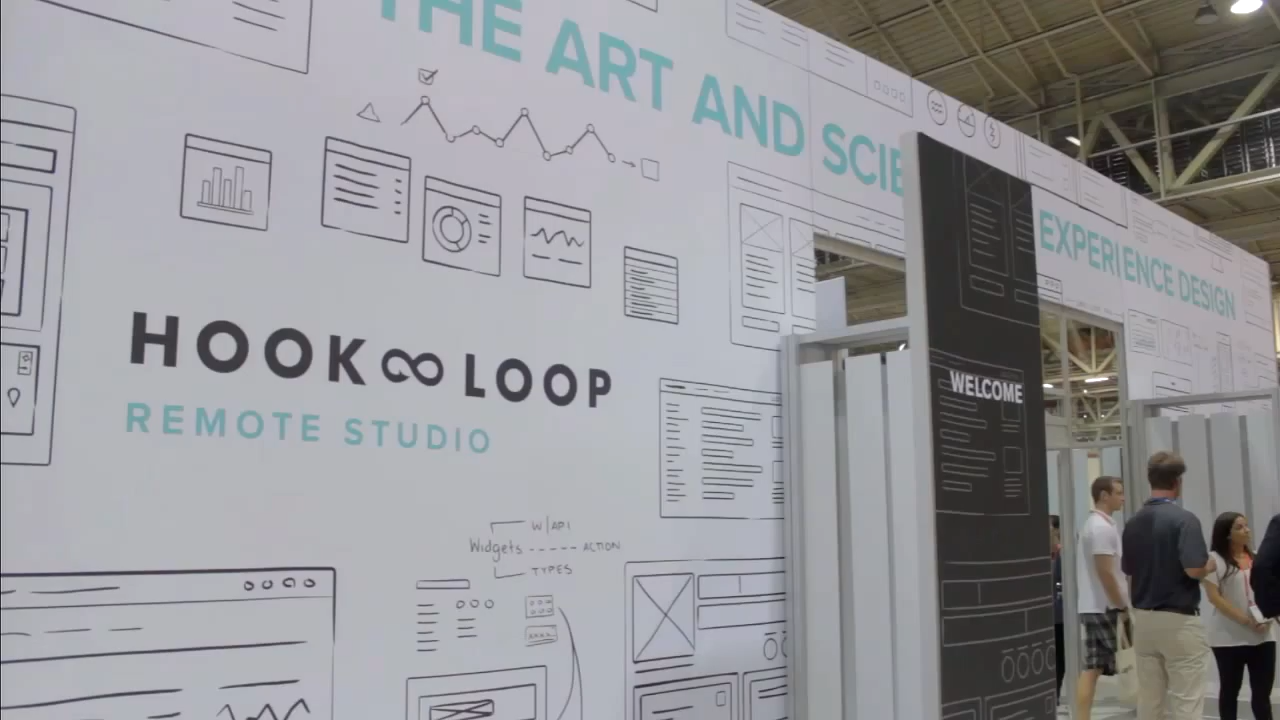 THE ART AND SCIE
EXPERIENCE DESIGN
HOOK∞LOOP
REMOTE STUDIO
WELCOME
W/API
Widgets ----- ACTION
TYPES